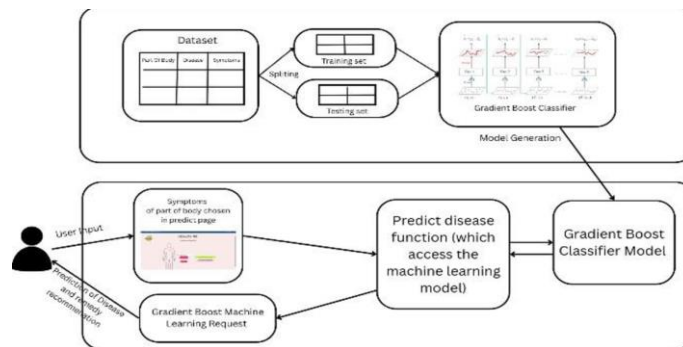 Dataset
Part Of Body
Disease
Symptoms
Spliting
Training set
Testing set
Gradient Boost Classifier
Model Generation
User Input
Symptoms
of part of body chosen
in predict page
Predict disease
function (which
access the
machine learning
model)
Gradient Boost
Classifier Model
Prediction of Disease
and remedy
recommendation
Gradient Boost Machine
Learning Request